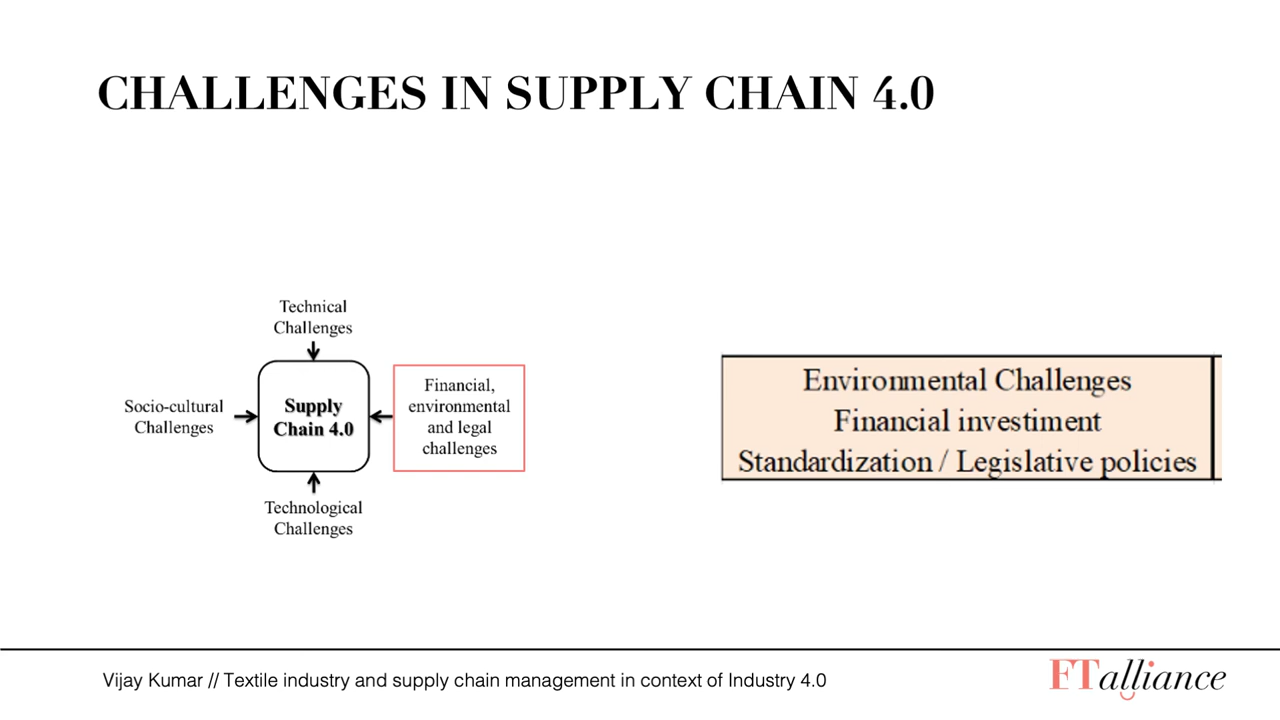 CHALLENGES IN SUPPLY CHAIN 4.0
Technical
Challenges
Socio-cultural
Challenges
Supply
Chain 4.0
Financial,
environmental
and legal
challenges
Technological
Challenges
Environmental Challenges
Financial investiment
Standardization / Legislative policies
Vijay Kumar // Textile industry and supply chain management in context of Industry 4.0
FTalliance